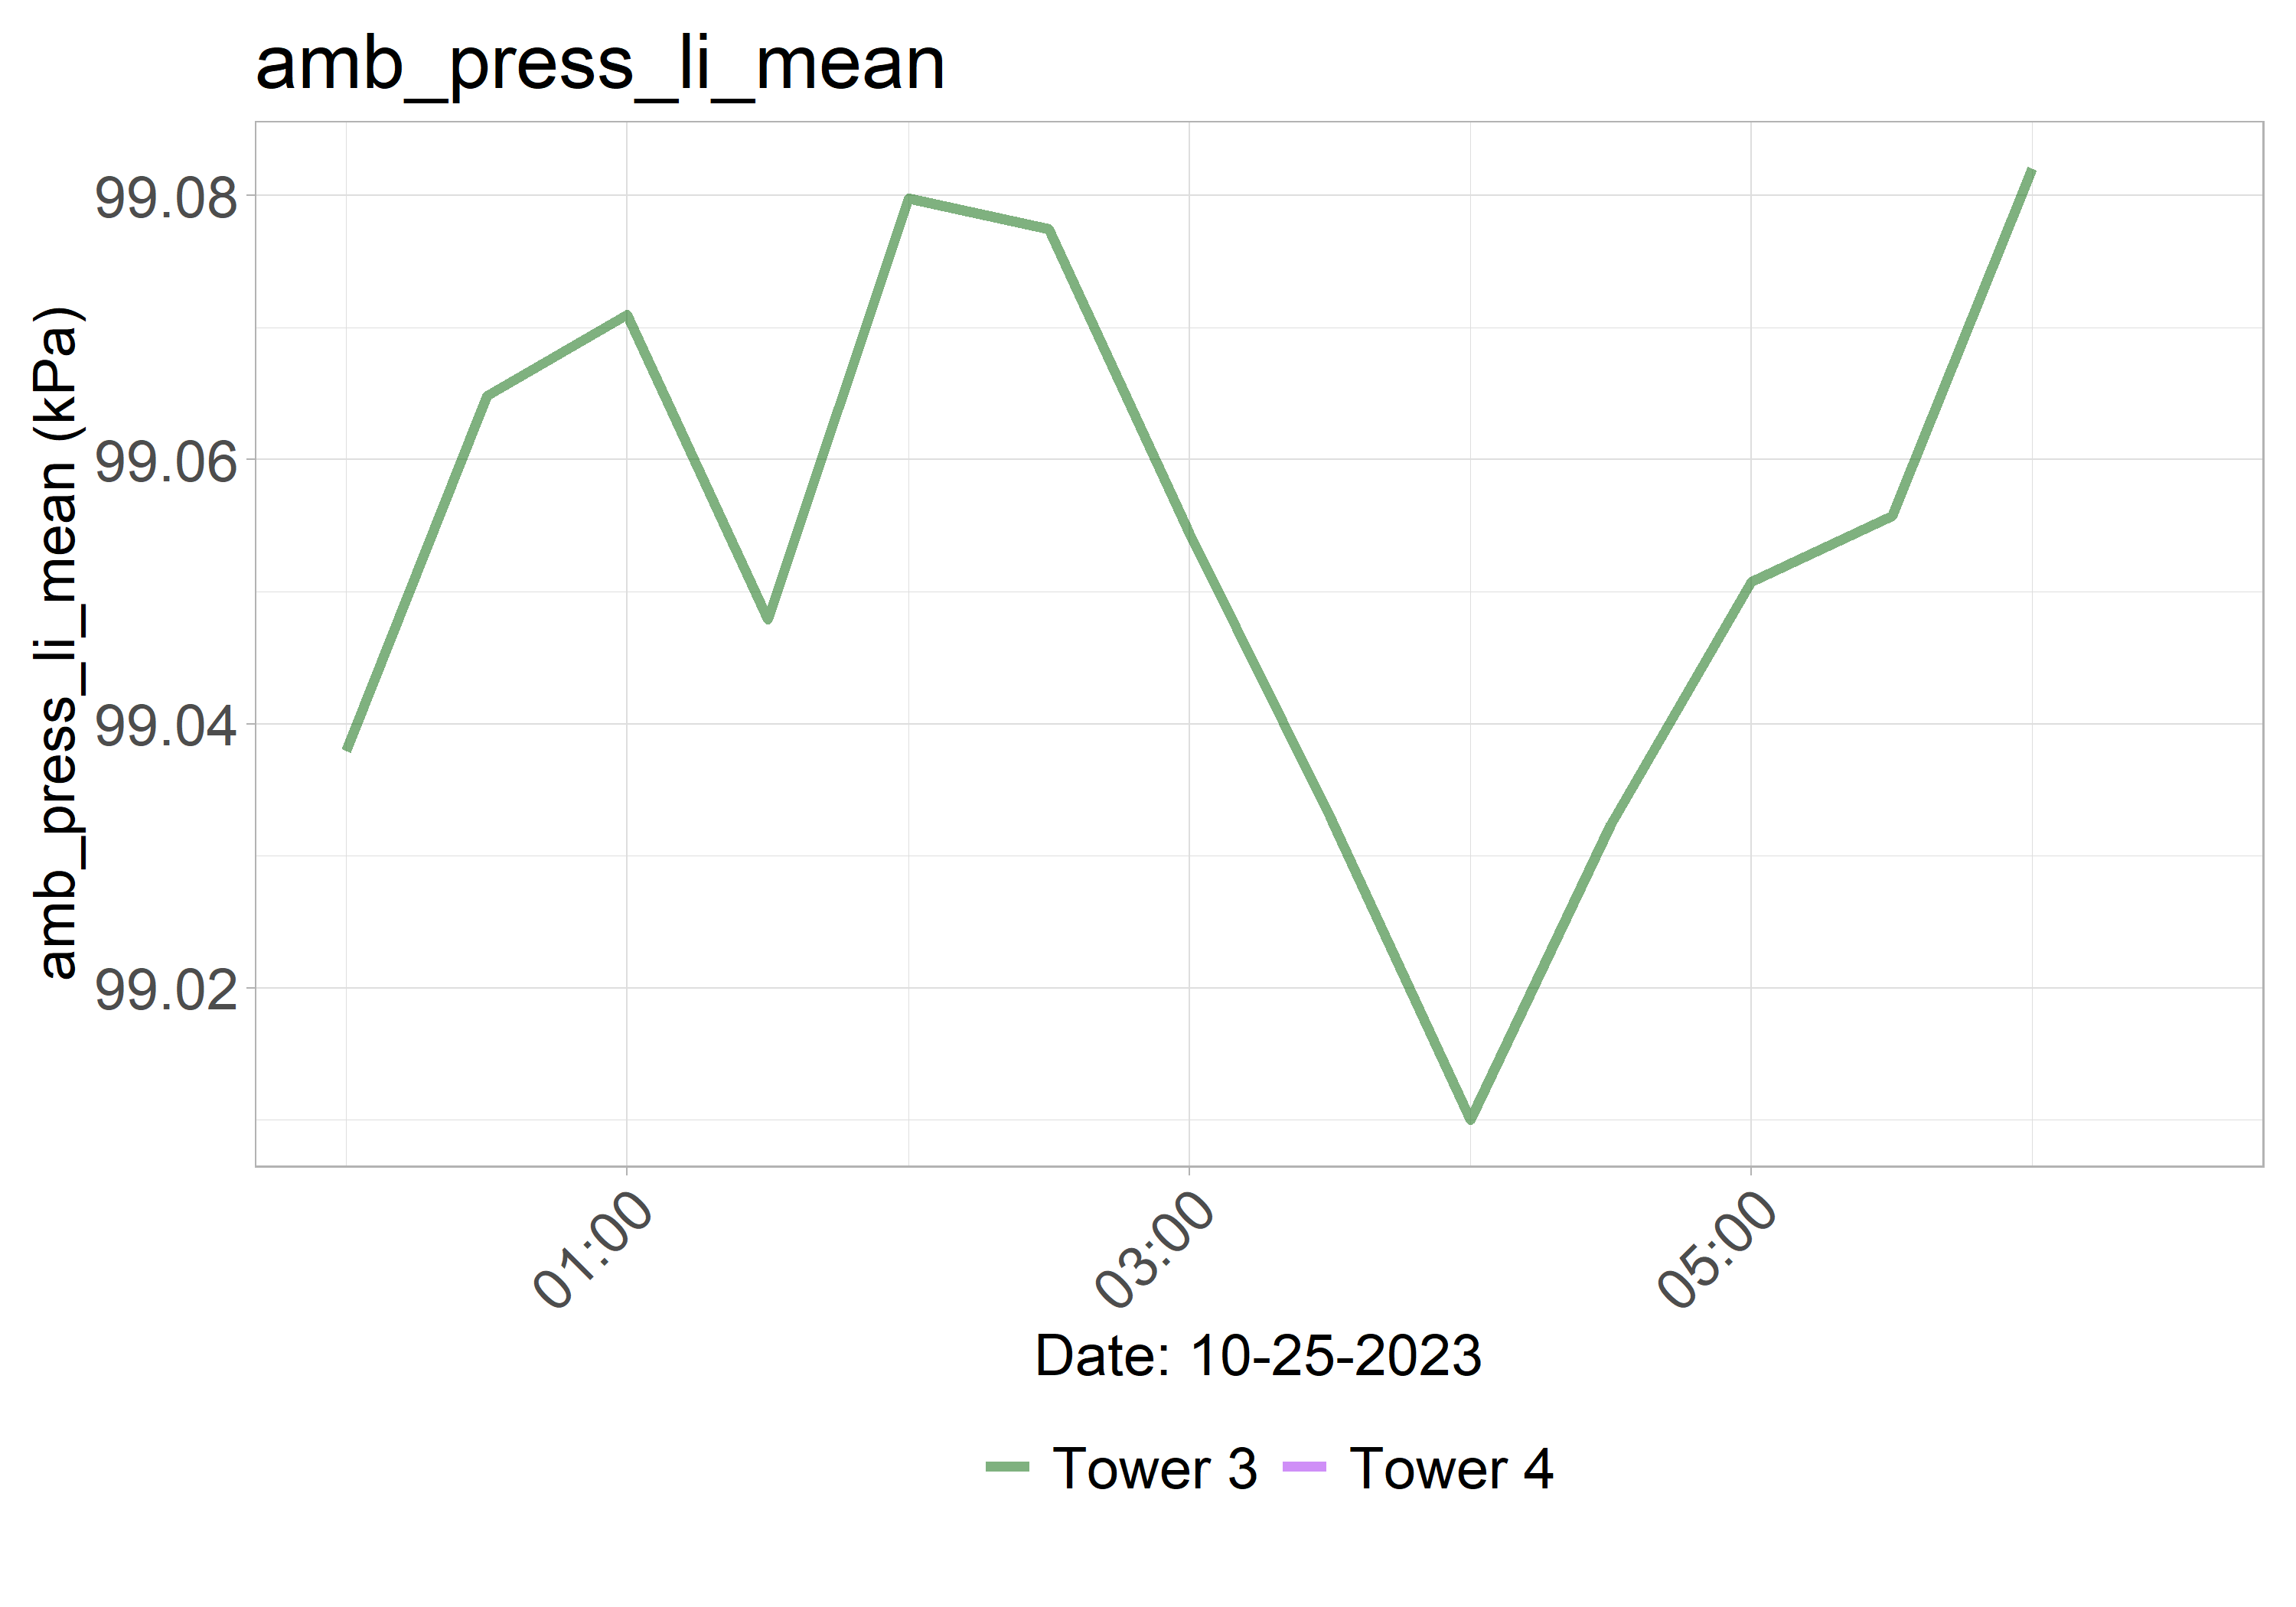 amb_press_li_mean
amb_press_li_mean (kPa)
99.08
99.06
99.04
99.02
01:00
03:00
05:00
Date: 10-25-2023
Tower 3
Tower 4